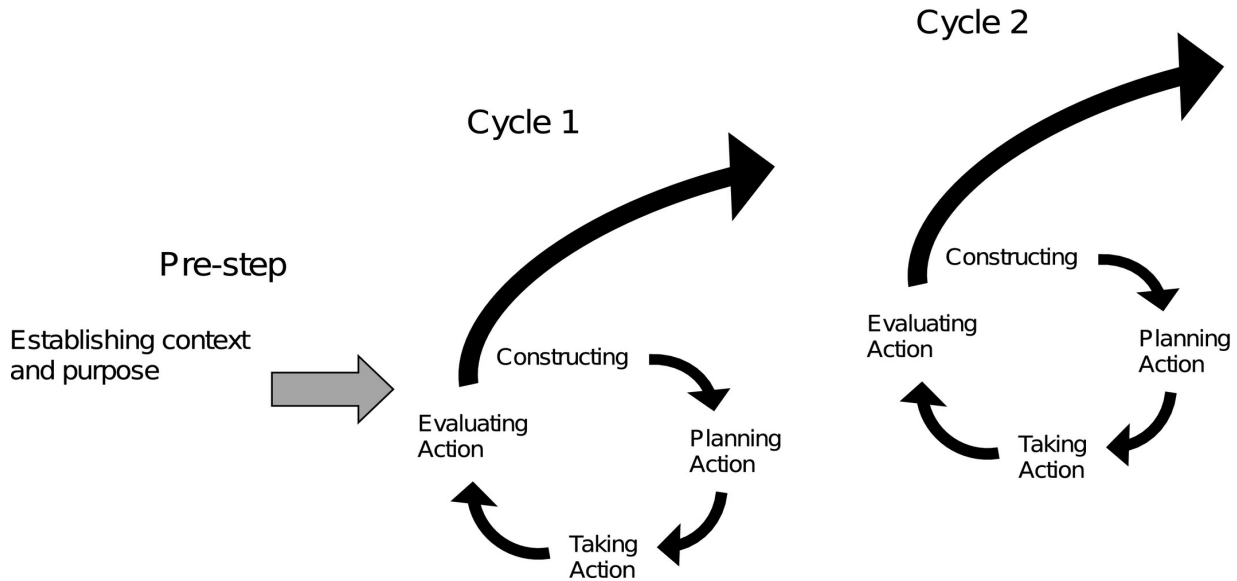 Pre-step
Establishing context
and purpose
Cycle 1
Constructing
Planning
Action
Taking
Action
Evaluating
Action
Cycle 2
Constructing
Planning
Action
Taking
Action
Evaluating
Action